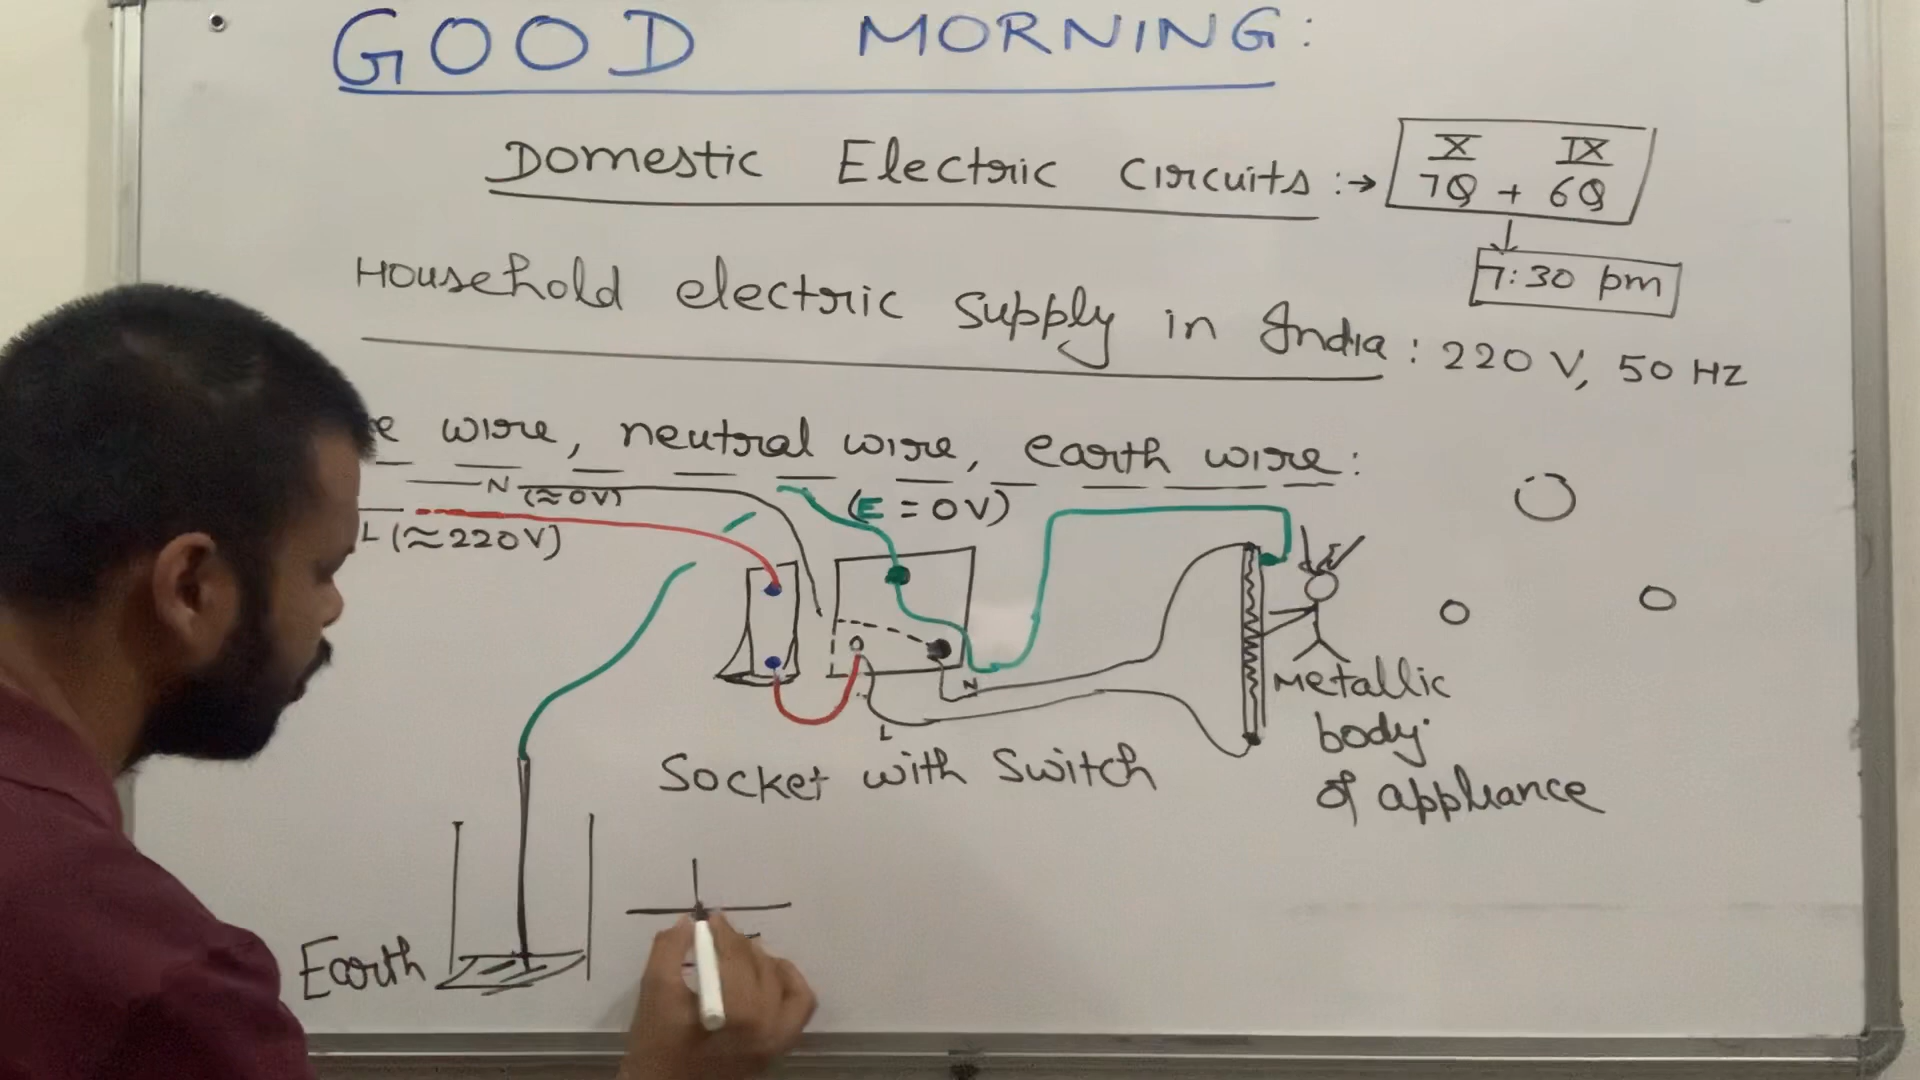 GOOD MORNING:
Domestic Electric Circuits :→
X IX
7Q + 6Q
7:30 pm
Household electric supply in India : 220 V, 50 HZ
wire, neutral wire, earth wire :
N (≈0V)
(E = 0V)
L (≈220V)
N
L
Metallic
body
of appliance
Socket with Switch
Earth